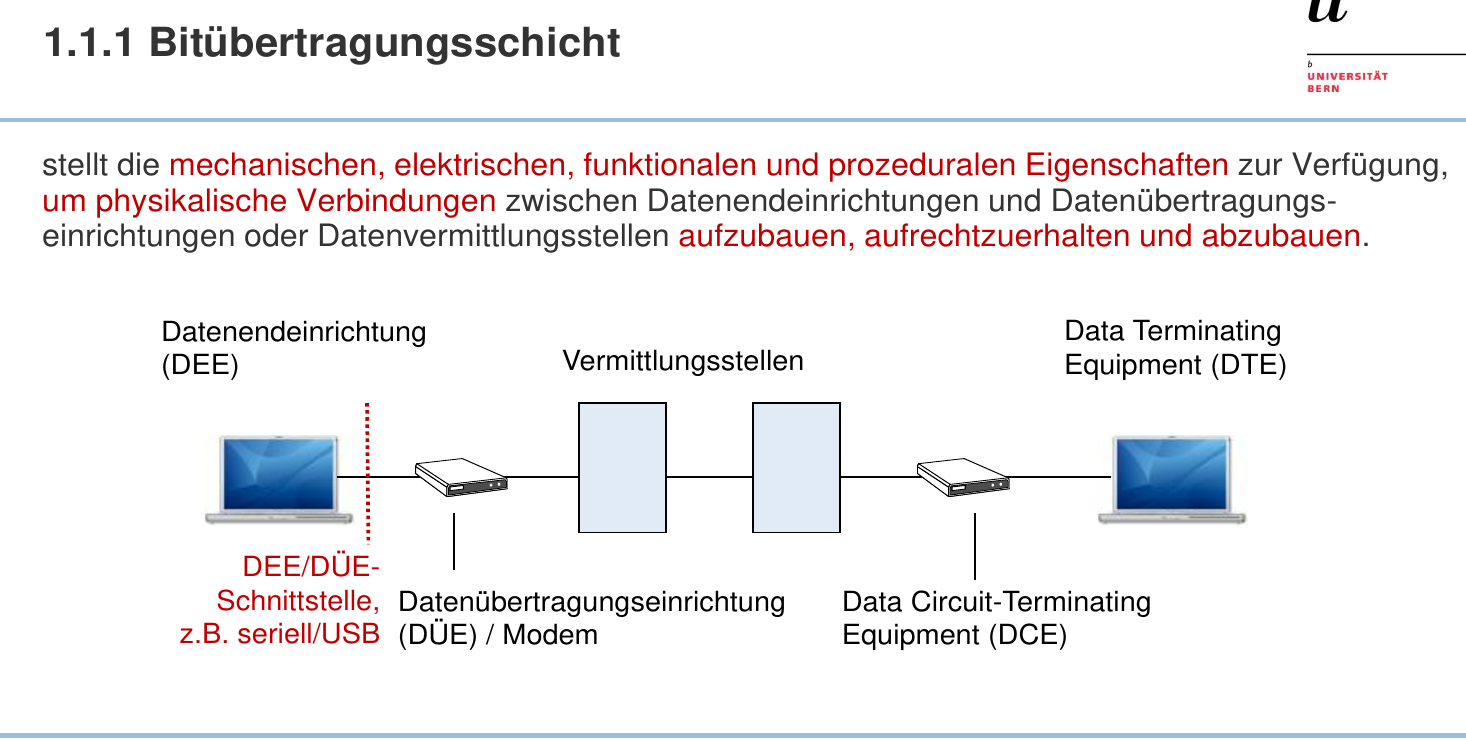 1.1.1 Bitübertragungsschicht
u
b
UNIVERSITÄT
BERN
stellt die mechanischen, elektrischen, funktionalen und prozeduralen Eigenschaften zur Verfügung,
um physikalische Verbindungen zwischen Datenendeinrichtungen und Datenübertragungs-
einrichtungen oder Datenvermittlungsstellen aufzubauen, aufrechtzuerhalten und abzubauen.
Datenendeinrichtung
(DEE)
Vermittlungsstellen
Data Terminating
Equipment (DTE)
DEE/DÜE-
Schnittstelle,
z.B. seriell/USB
Datenübertragungseinrichtung
(DÜE) / Modem
Data Circuit-Terminating
Equipment (DCE)